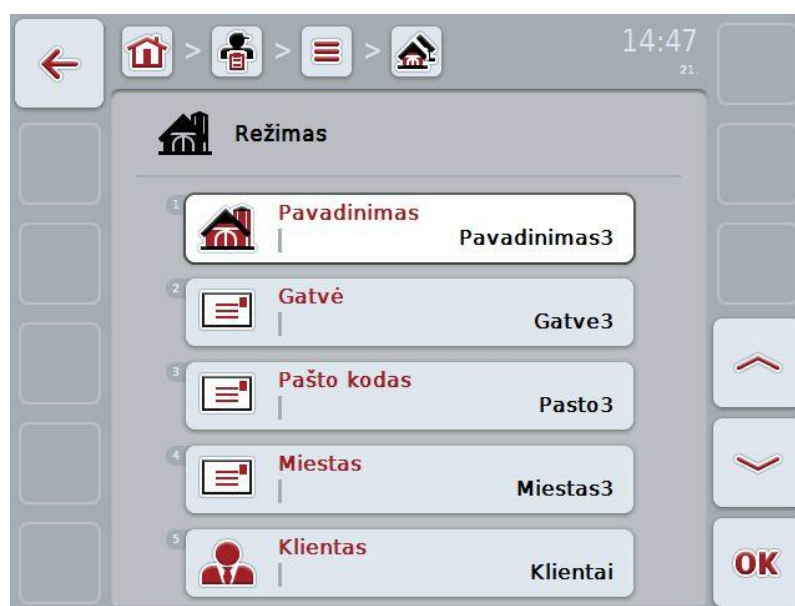 > > >
14:47
21.
Režimas
1
Pavadinimas
Pavadinimas3
2
Gatvė
Gatve3
3
Pašto kodas
Pasto3
4
Miestas
Miestas3
5
Klientas
Klientai
OK